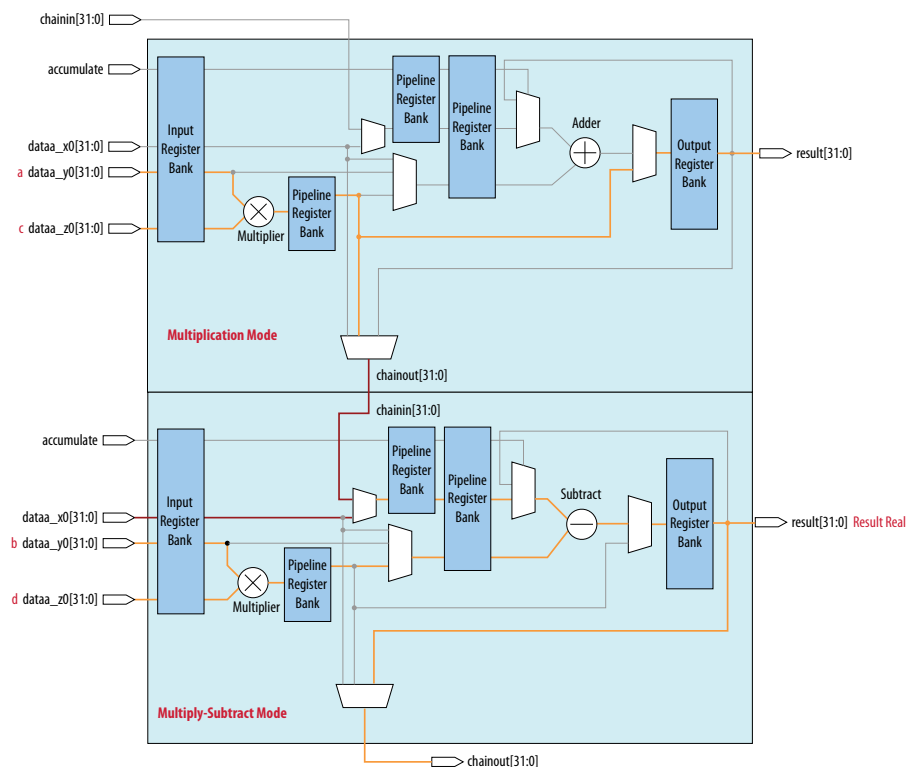 chainin[31:0]
accumulate
Input
Register
Bank
Pipeline
Register
Bank
Pipeline
Register
Bank
Adder
Output
Register
Bank
dataa_x0[31:0]
result[31:0]
a dataa_y0[31:0]
Pipeline
Register
Bank
c dataa_z0[31:0]
Multiplier
Multiplication Mode
chainout[31:0]
chainin[31:0]
accumulate
Input
Register
Bank
Pipeline
Register
Bank
Pipeline
Register
Bank
Subtract
Output
Register
Bank
dataa_x0[31:0]
result[31:0] Result Real
b dataa_y0[31:0]
Pipeline
Register
Bank
d dataa_z0[31:0]
Multiplier
Multiply-Subtract Mode
chainout[31:0]